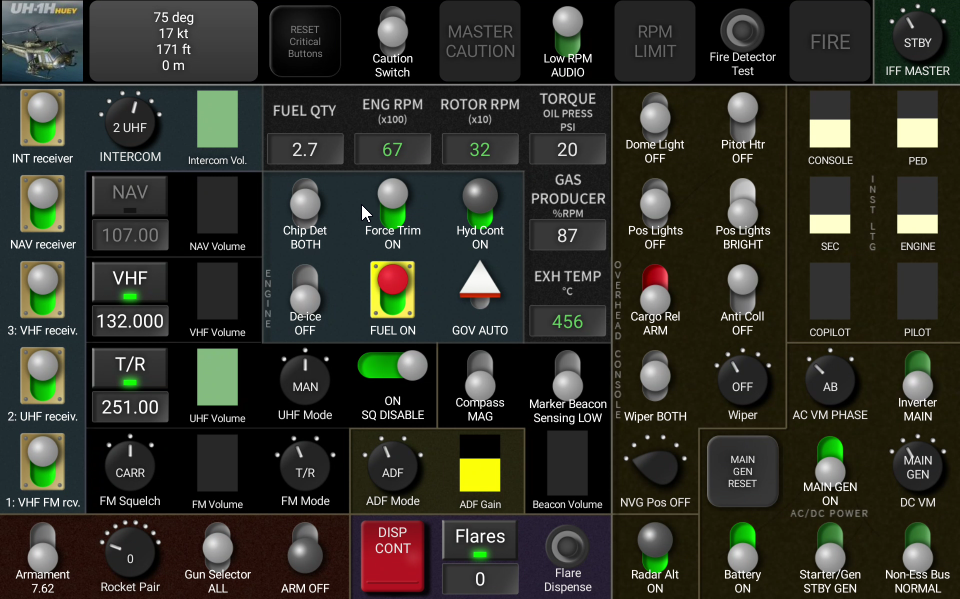 UH-1H HUEY
75 deg
17 kt
171 ft
0 m
RESET
Critical
Buttons
Caution
Switch
MASTER
CAUTION
Low RPM
AUDIO
RPM
LIMIT
Fire Detector
Test
FIRE
STBY
IFF MASTER
INT receiver
2 UHF
INTERCOM
Intercom Vol.
FUEL QTY
2.7
ENG RPM
(x100)
67
ROTOR RPM
(x10)
32
TORQUE
OIL PRESS
PSI
20
Dome Light
OFF
Pitot Htr
OFF
CONSOLE
PED
NAV receiver
NAV
107.00
NAV Volume
Chip Det
BOTH
Force Trim
ON
Hyd Cont
ON
GAS
PRODUCER
%RPM
87
Pos Lights
OFF
Pos Lights
BRIGHT
SEC
INST LTG
ENGINE
3: VHF receiv.
VHF
132.000
VHF Volume
ENGINE
De-Ice
OFF
FUEL ON
GOV AUTO
EXH TEMP
°C
456
OVERHEAD CONSOLE
Cargo Rel
ARM
Anti Coll
OFF
COPILOT
PILOT
2: UHF receiv.
T/R
251.00
UHF Volume
MAN
UHF Mode
ON
SQ DISABLE
Compass
MAG
Marker Beacon
Sensing LOW
Wiper BOTH
OFF
Wiper
AB
AC VM PHASE
Inverter
MAIN
1: VHF FM rcv.
CARR
FM Squelch
FM Volume
T/R
FM Mode
ADF
ADF Mode
ADF Gain
Beacon Volume
NVG Pos OFF
MAIN
GEN
RESET
MAIN GEN
ON
MAIN
GEN
DC VM
AC/DC POWER
Armament
7.62
0
Rocket Pair
Gun Selector
ALL
ARM OFF
DISP
CONT
Flares
0
Flare
Dispense
Radar Alt
ON
Battery
ON
Starter/Gen
STBY GEN
Non-Ess Bus
NORMAL